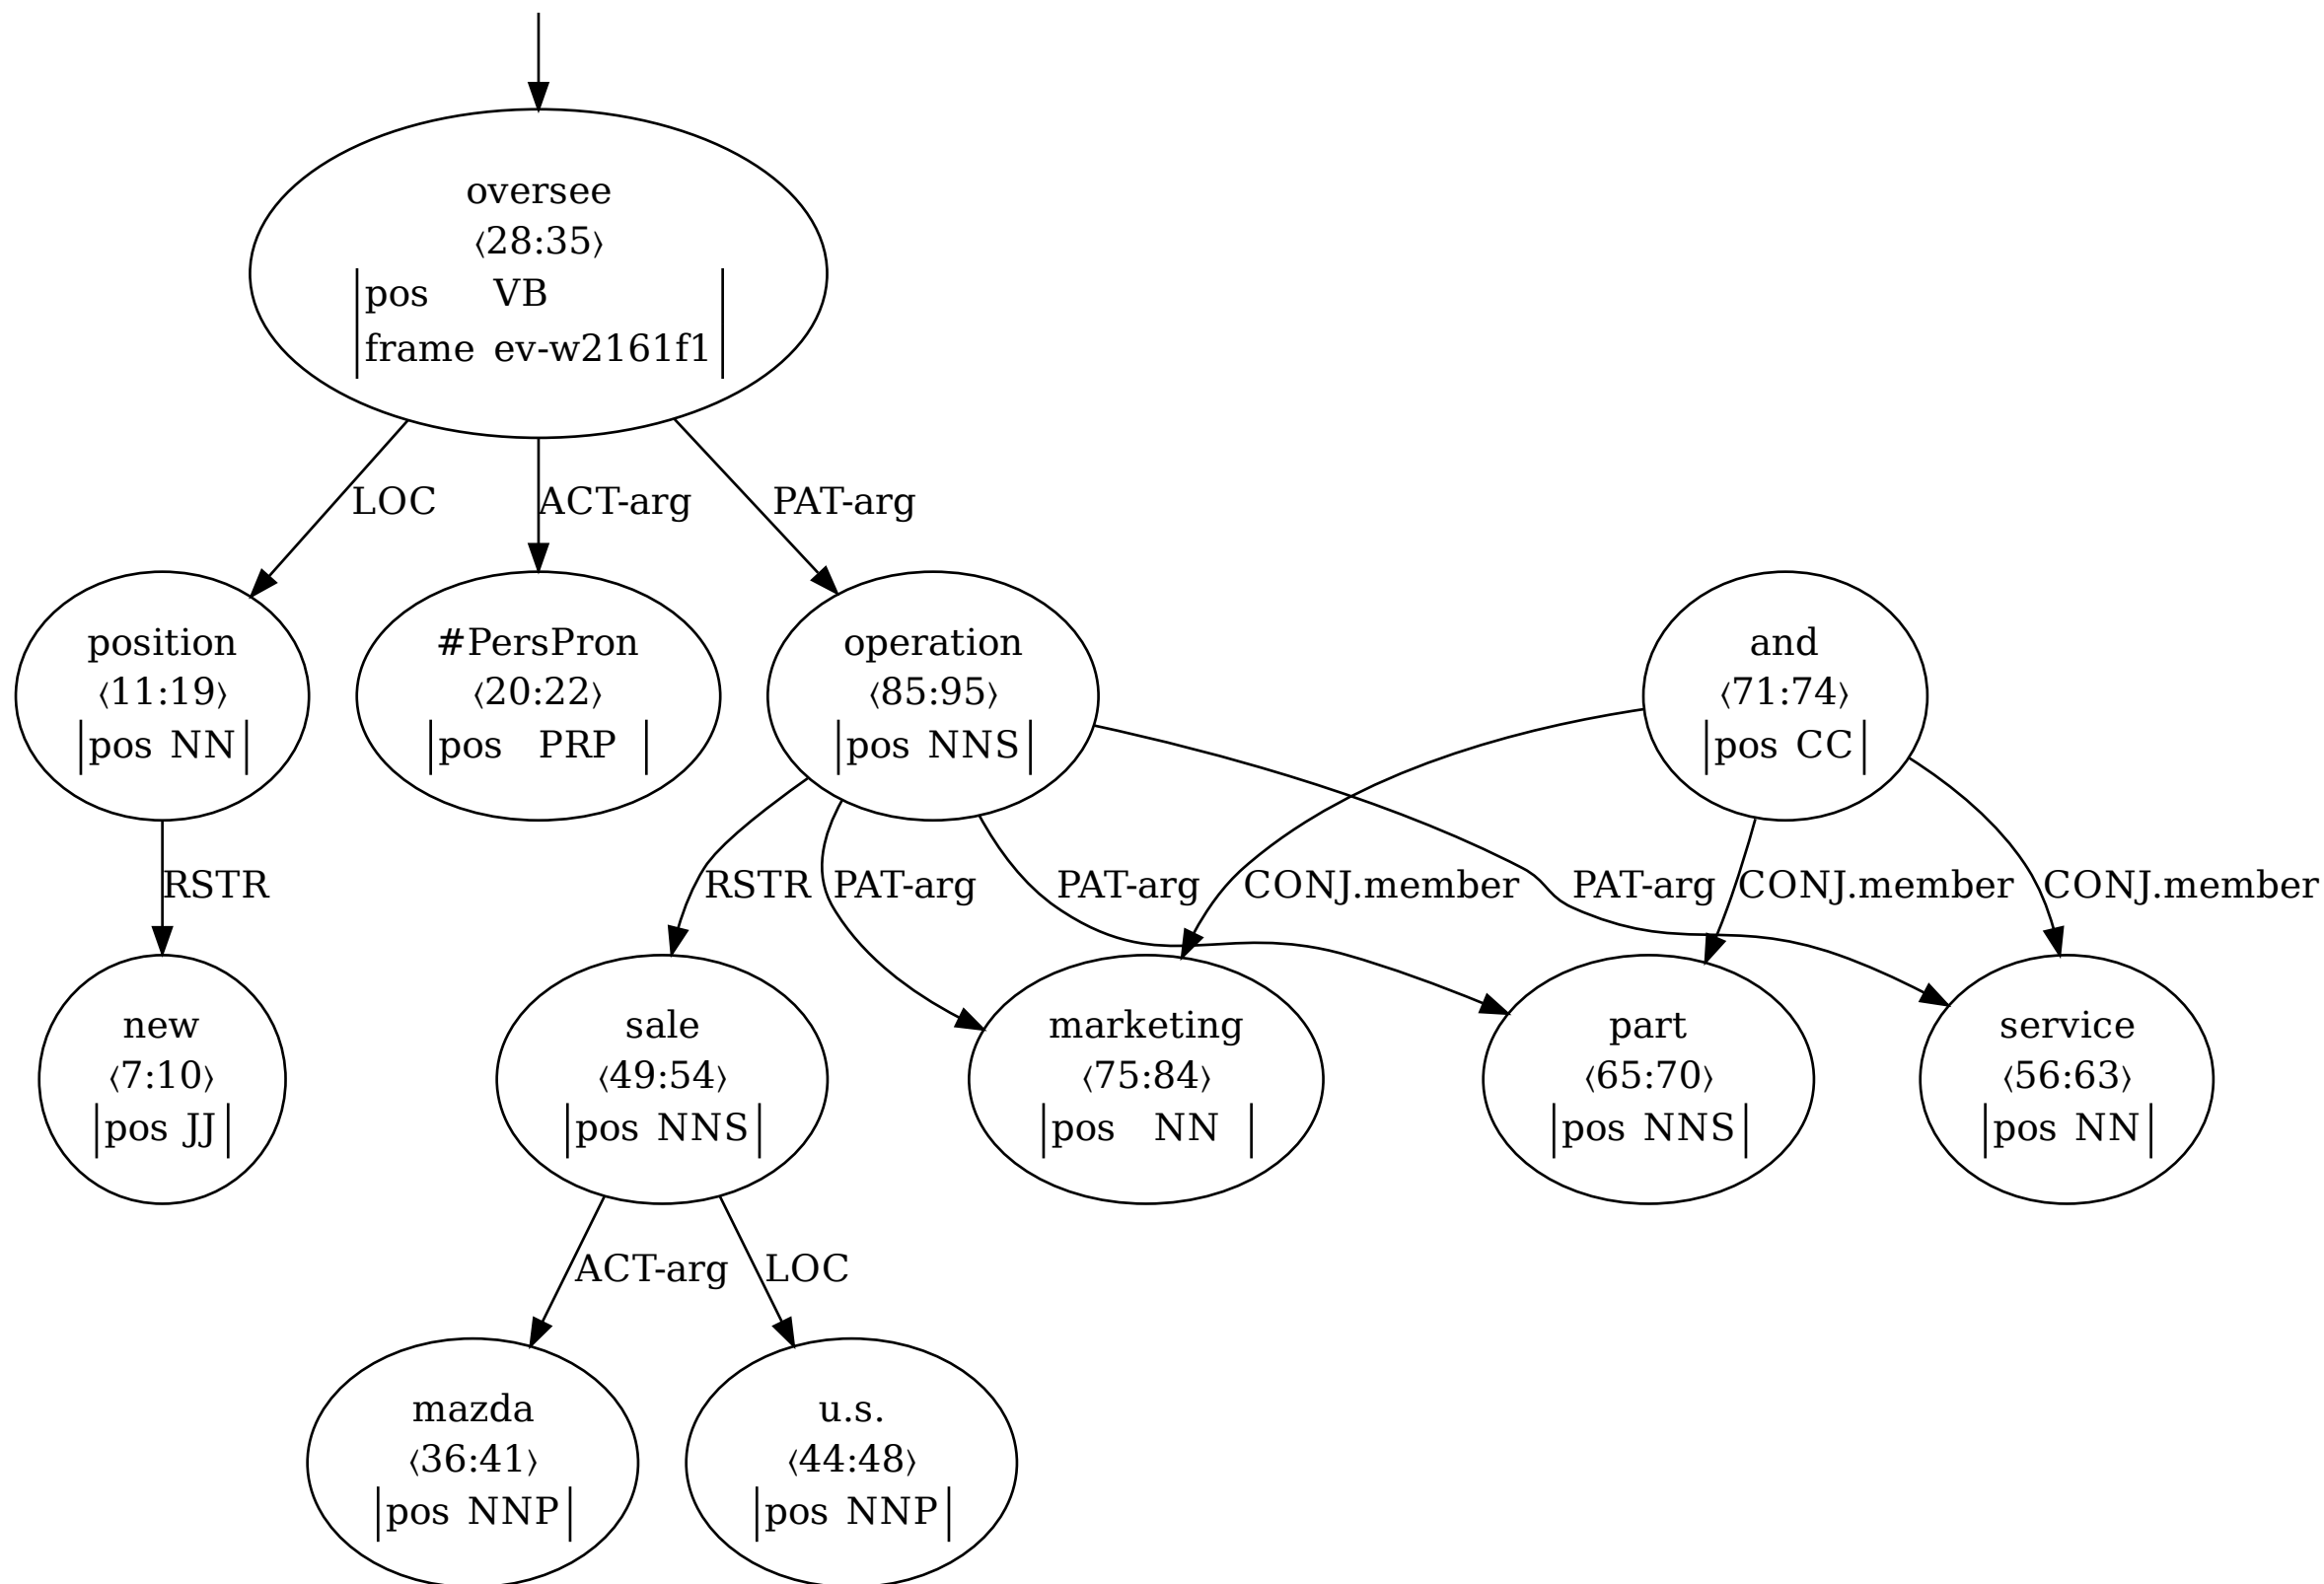 oversee
⟨28:35⟩
pos VB
frame ev-w2161f1
LOC
ACT-arg
PAT-arg
position
⟨11:19⟩
pos NN
#PersPron
⟨20:22⟩
pos PRP
operation
⟨85:95⟩
pos NNS
and
⟨71:74⟩
pos CC
RSTR
RSTR
PAT-arg
PAT-arg
CONJ.member
PAT-arg
CONJ.member
CONJ.member
new
⟨7:10⟩
pos JJ
sale
⟨49:54⟩
pos NNS
marketing
⟨75:84⟩
pos NN
part
⟨65:70⟩
pos NNS
service
⟨56:63⟩
pos NN
ACT-arg
LOC
mazda
⟨36:41⟩
pos NNP
u.s.
⟨44:48⟩
pos NNP